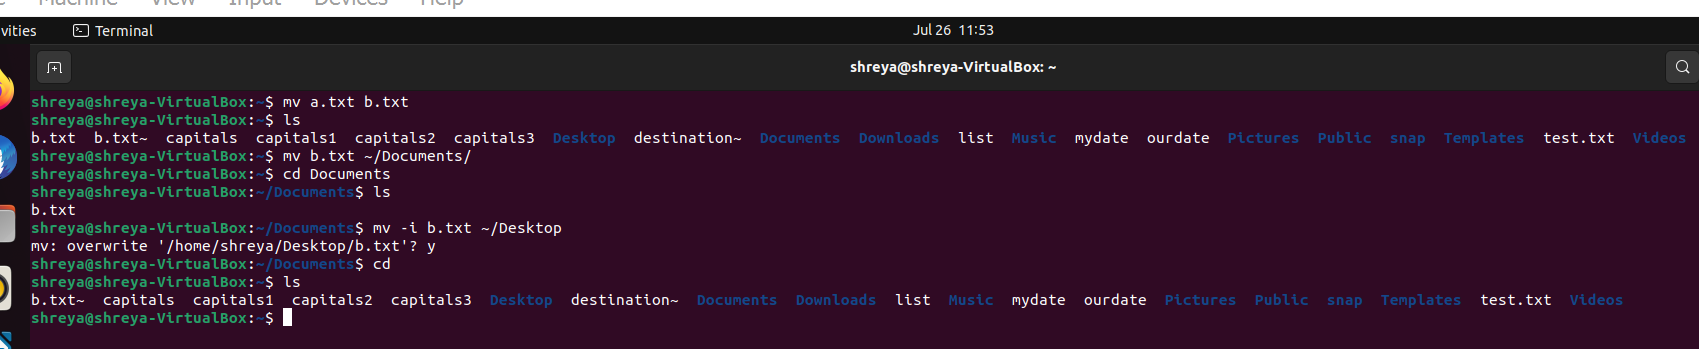 Machine View Input Devices Help
vities Terminal Jul 26 11:53
shreya@shreya-VirtualBox: ~
shreya@shreya-VirtualBox:~$ mv a.txt b.txt
shreya@shreya-VirtualBox:~$ ls
b.txt b.txt~ capitals capitals1 capitals2 capitals3 Desktop destination~ Documents Downloads list Music mydate ourdate Pictures Public snap Templates test.txt Videos
shreya@shreya-VirtualBox:~$ mv b.txt ~/Documents/
shreya@shreya-VirtualBox:~$ cd Documents
shreya@shreya-VirtualBox:~/Documents$ ls
b.txt
shreya@shreya-VirtualBox:~/Documents$ mv -i b.txt ~/Desktop
mv: overwrite '/home/shreya/Desktop/b.txt'? y
shreya@shreya-VirtualBox:~/Documents$ cd
shreya@shreya-VirtualBox:~$ ls
b.txt~ capitals capitals1 capitals2 capitals3 Desktop destination~ Documents Downloads list Music mydate ourdate Pictures Public snap Templates test.txt Videos
shreya@shreya-VirtualBox:~$